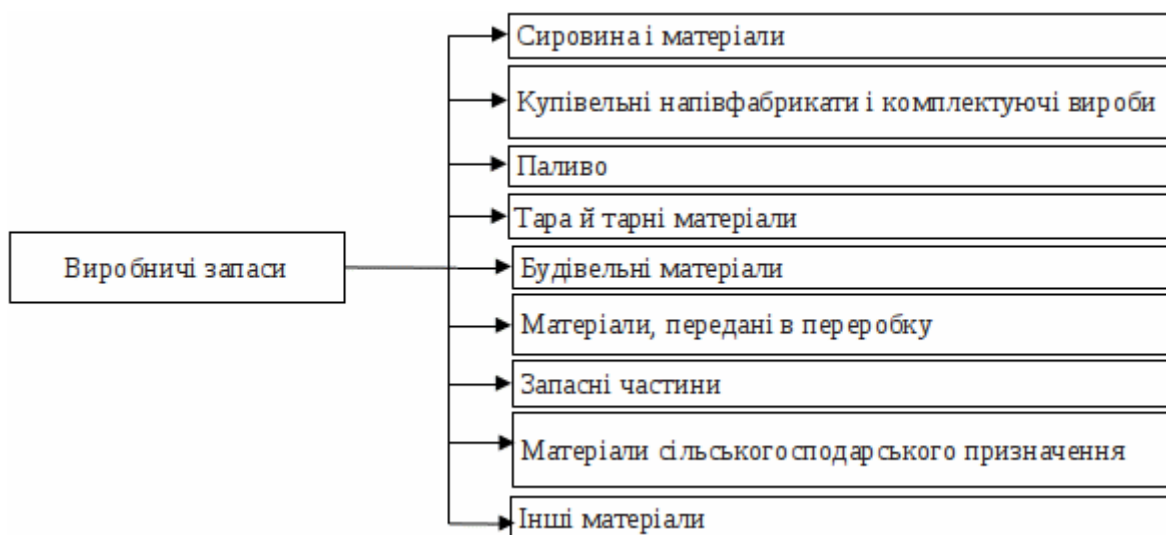 Сировина і матеріали
Купівельні напівфабрикати і комплектуючі вироби
Паливо
Тара й тарні матеріали
Виробничі запаси
Будівельні матеріали
Матеріали, передані в переробку
Запасні частини
Матеріали сільськогосподарського призначення
Інші матеріали